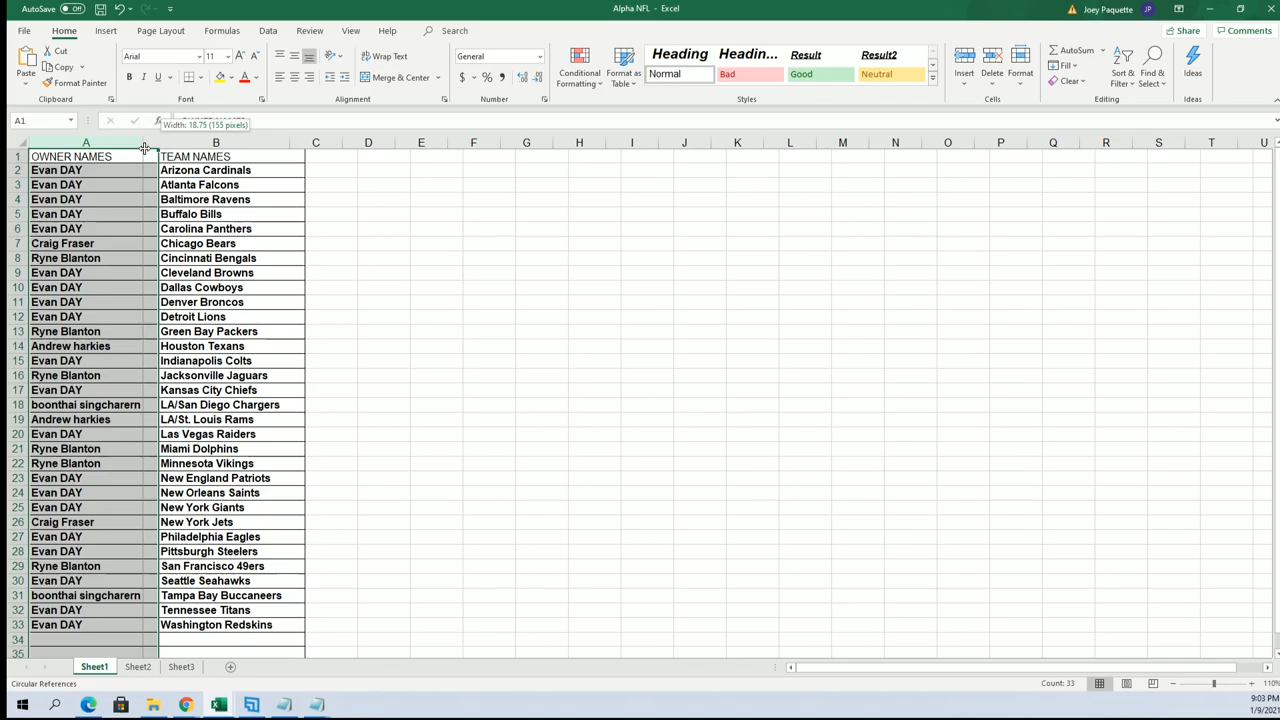 AutoSave Off Alpha NFL - Excel Joey Paquette JP
File Home Insert Page Layout Formulas Data Review View Help Search Share Comments
Cut
Copy
Format Painter
Paste
Clipboard
Arial 11
B I U
Font
Wrap Text
Merge & Center
Alignment
General
$ % ,
Number
Conditional Formatting
Format as Table
Heading Headin... Result Result2
Normal Bad Good Neutral
Styles
Insert Delete Format
Cells
AutoSum
Fill
Clear
Sort & Filter
Find & Select
Editing
Ideas
Ideas
A1
Width: 18.75 (155 pixels)
A B C D E F G H I J K L M N O P Q R S T U
1 OWNER NAMES TEAM NAMES
2 Evan DAY Arizona Cardinals
3 Evan DAY Atlanta Falcons
4 Evan DAY Baltimore Ravens
5 Evan DAY Buffalo Bills
6 Evan DAY Carolina Panthers
7 Craig Fraser Chicago Bears
8 Ryne Blanton Cincinnati Bengals
9 Evan DAY Cleveland Browns
10 Evan DAY Dallas Cowboys
11 Evan DAY Denver Broncos
12 Evan DAY Detroit Lions
13 Ryne Blanton Green Bay Packers
14 Andrew harkies Houston Texans
15 Evan DAY Indianapolis Colts
16 Ryne Blanton Jacksonville Jaguars
17 Evan DAY Kansas City Chiefs
18 boonthai singcharern LA/San Diego Chargers
19 Andrew harkies LA/St. Louis Rams
20 Evan DAY Las Vegas Raiders
21 Ryne Blanton Miami Dolphins
22 Ryne Blanton Minnesota Vikings
23 Evan DAY New England Patriots
24 Evan DAY New Orleans Saints
25 Evan DAY New York Giants
26 Craig Fraser New York Jets
27 Evan DAY Philadelphia Eagles
28 Evan DAY Pittsburgh Steelers
29 Ryne Blanton San Francisco 49ers
30 Evan DAY Seattle Seahawks
31 boonthai singcharern Tampa Bay Buccaneers
32 Evan DAY Tennessee Titans
33 Evan DAY Washington Redskins
34
35
Sheet1 Sheet2 Sheet3
Circular References Count: 33 110%
9:03 PM
1/9/2021